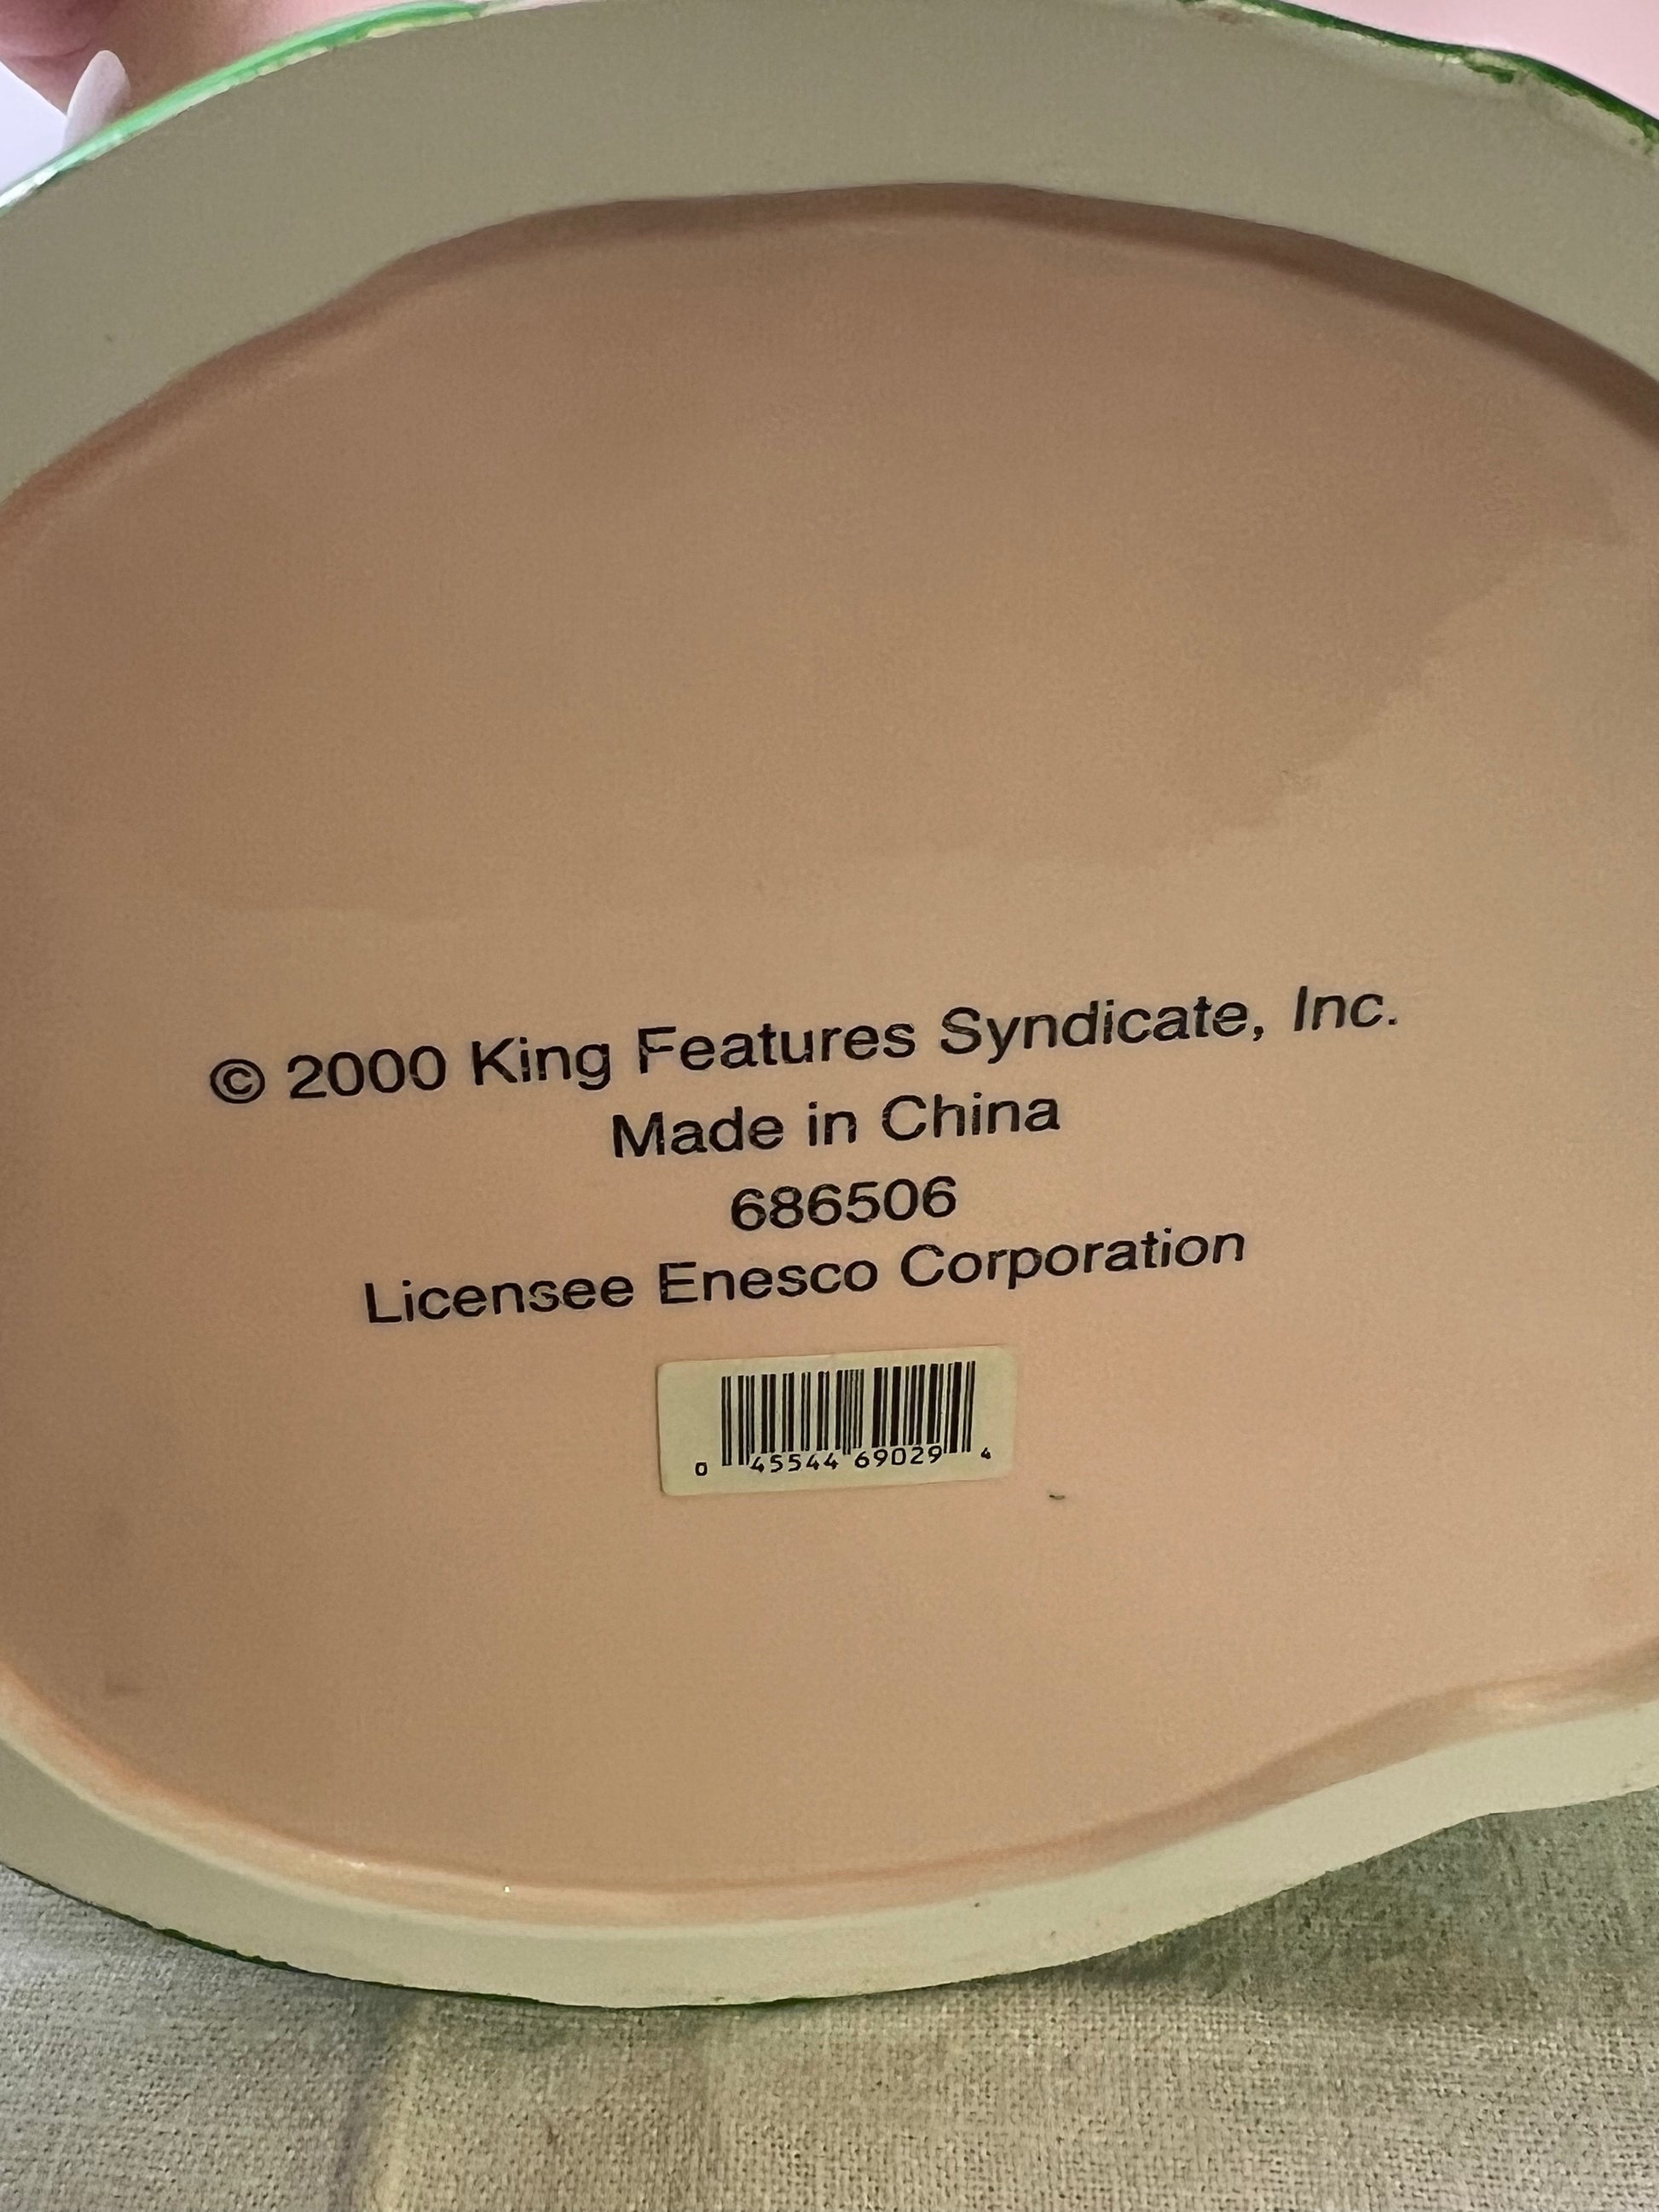 © 2000 King Features Syndicate, Inc.
Made in China
686506
Licensee Enesco Corporation
0 45544 69029 4